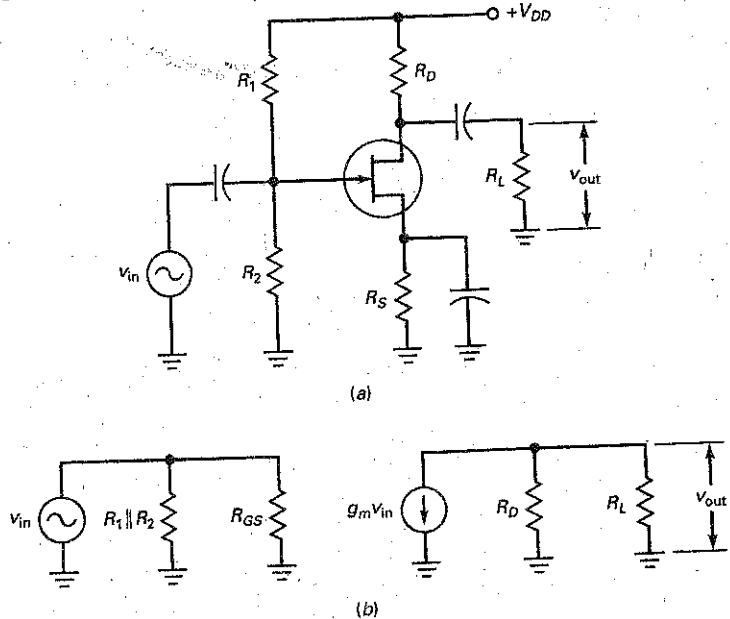 +V_DD
R_1
R_D
R_L
v_out
v_in
R_2
R_S
(a)
v_in
R_1 || R_2
R_GS
g_m v_in
R_D
R_L
v_out
(b)